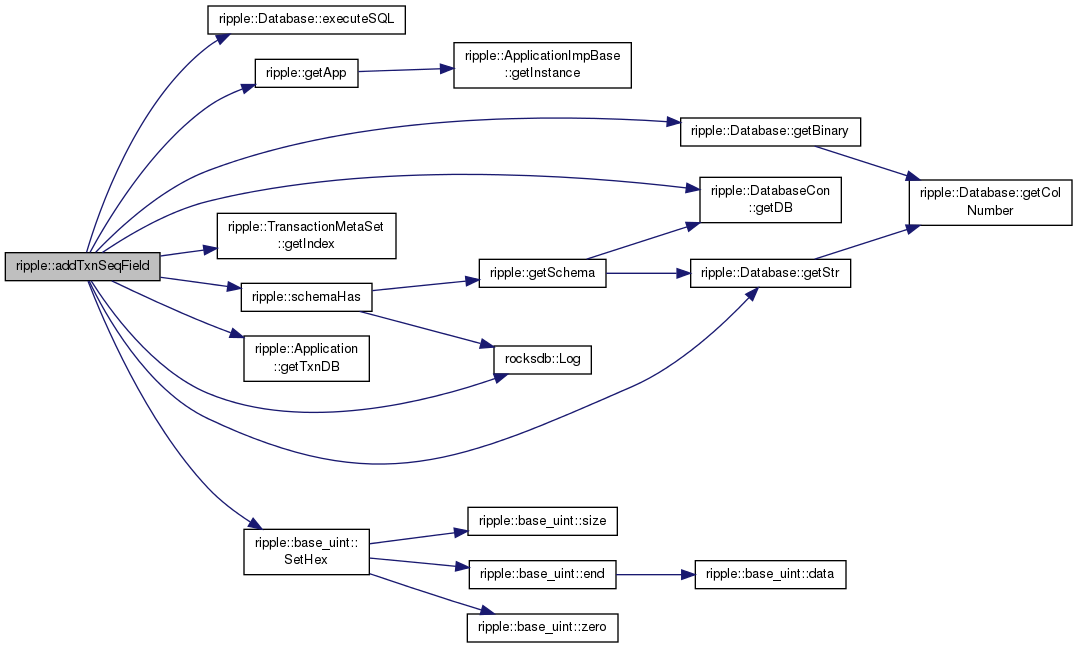 ripple::Database::executeSQL
ripple::getApp
ripple::ApplicationImpBase
::getInstance
ripple::Database::getBinary
ripple::DatabaseCon
::getDB
ripple::Database::getCol
Number
ripple::TransactionMetaSet
::getIndex
ripple::addTxnSeqField
ripple::schemaHas
ripple::getSchema
ripple::Database::getStr
ripple::Application
::getTxnDB
rocksdb::Log
ripple::base_uint::
SetHex
ripple::base_uint::size
ripple::base_uint::end
ripple::base_uint::data
ripple::base_uint::zero